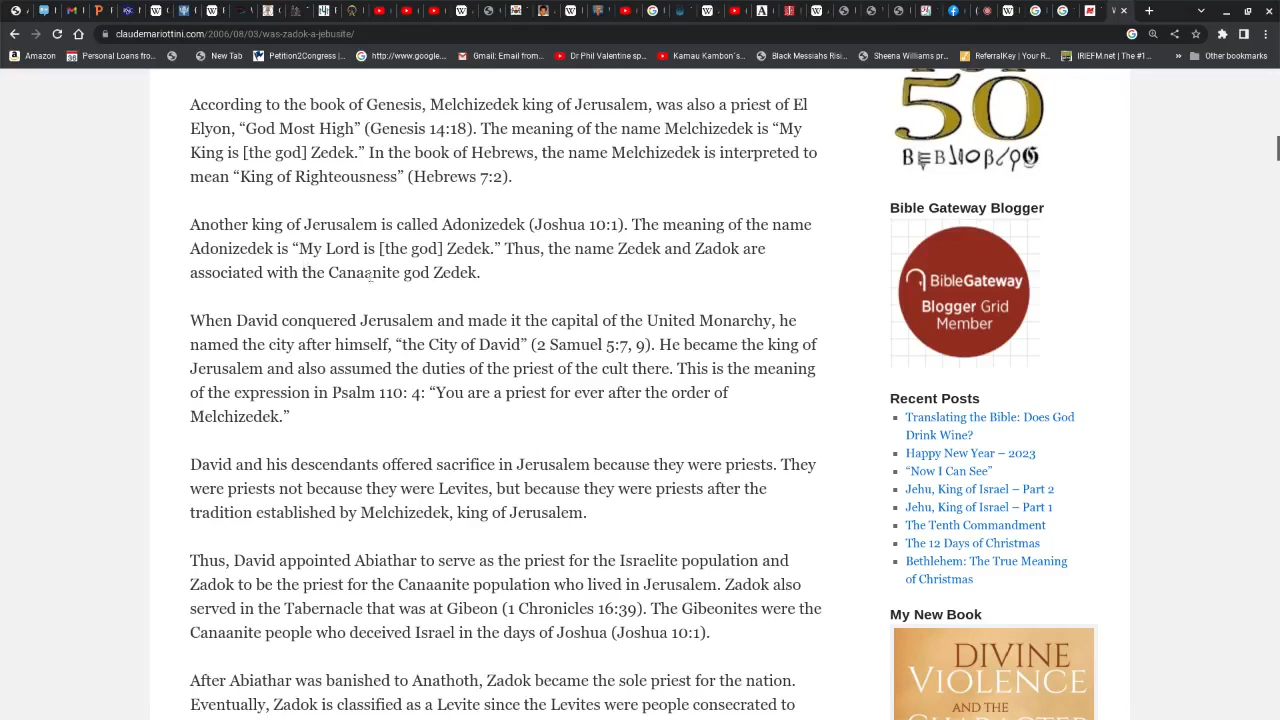 claudemariottini.com/2006/08/03/was-zadok-a-jebusite/
Amazon
Personal Loans fro...
New Tab
Petition2Congress |...
http://www.google...
Gmail: Email from...
Dr Phil Valentine sp...
Kamau Kambon`s...
Black Messiahs Risi...
Sheena Williams pr...
ReferralKey | Your R...
IRIEFM.net | The #1...
»
Other bookmarks
According to the book of Genesis, Melchizedek king of Jerusalem, was also a priest of El
Elyon, “God Most High” (Genesis 14:18). The meaning of the name Melchizedek is “My
King is [the god] Zedek.” In the book of Hebrews, the name Melchizedek is interpreted to
mean “King of Righteousness” (Hebrews 7:2).
Another king of Jerusalem is called Adonizedek (Joshua 10:1). The meaning of the name
Adonizedek is “My Lord is [the god] Zedek.” Thus, the name Zedek and Zadok are
associated with the Canaanite god Zedek.
When David conquered Jerusalem and made it the capital of the United Monarchy, he
named the city after himself, “the City of David” (2 Samuel 5:7, 9). He became the king of
Jerusalem and also assumed the duties of the priest of the cult there. This is the meaning
of the expression in Psalm 110: 4: “You are a priest for ever after the order of
Melchizedek.”
David and his descendants offered sacrifice in Jerusalem because they were priests. They
were priests not because they were Levites, but because they were priests after the
tradition established by Melchizedek, king of Jerusalem.
Thus, David appointed Abiathar to serve as the priest for the Israelite population and
Zadok to be the priest for the Canaanite population who lived in Jerusalem. Zadok also
served in the Tabernacle that was at Gibeon (1 Chronicles 16:39). The Gibeonites were the
Canaanite people who deceived Israel in the days of Joshua (Joshua 10:1).
After Abiathar was banished to Anathoth, Zadok became the sole priest for the nation.
Eventually, Zadok is classified as a Levite since the Levites were people consecrated to
50
Bible Gateway Blogger
BibleGateway
Blogger Grid
Member
Recent Posts
Translating the Bible: Does God
Drink Wine?
Happy New Year – 2023
“Now I Can See”
Jehu, King of Israel – Part 2
Jehu, King of Israel – Part 1
The Tenth Commandment
The 12 Days of Christmas
Bethlehem: The True Meaning
of Christmas
My New Book
DIVINE
VIOLENCE
AND THE